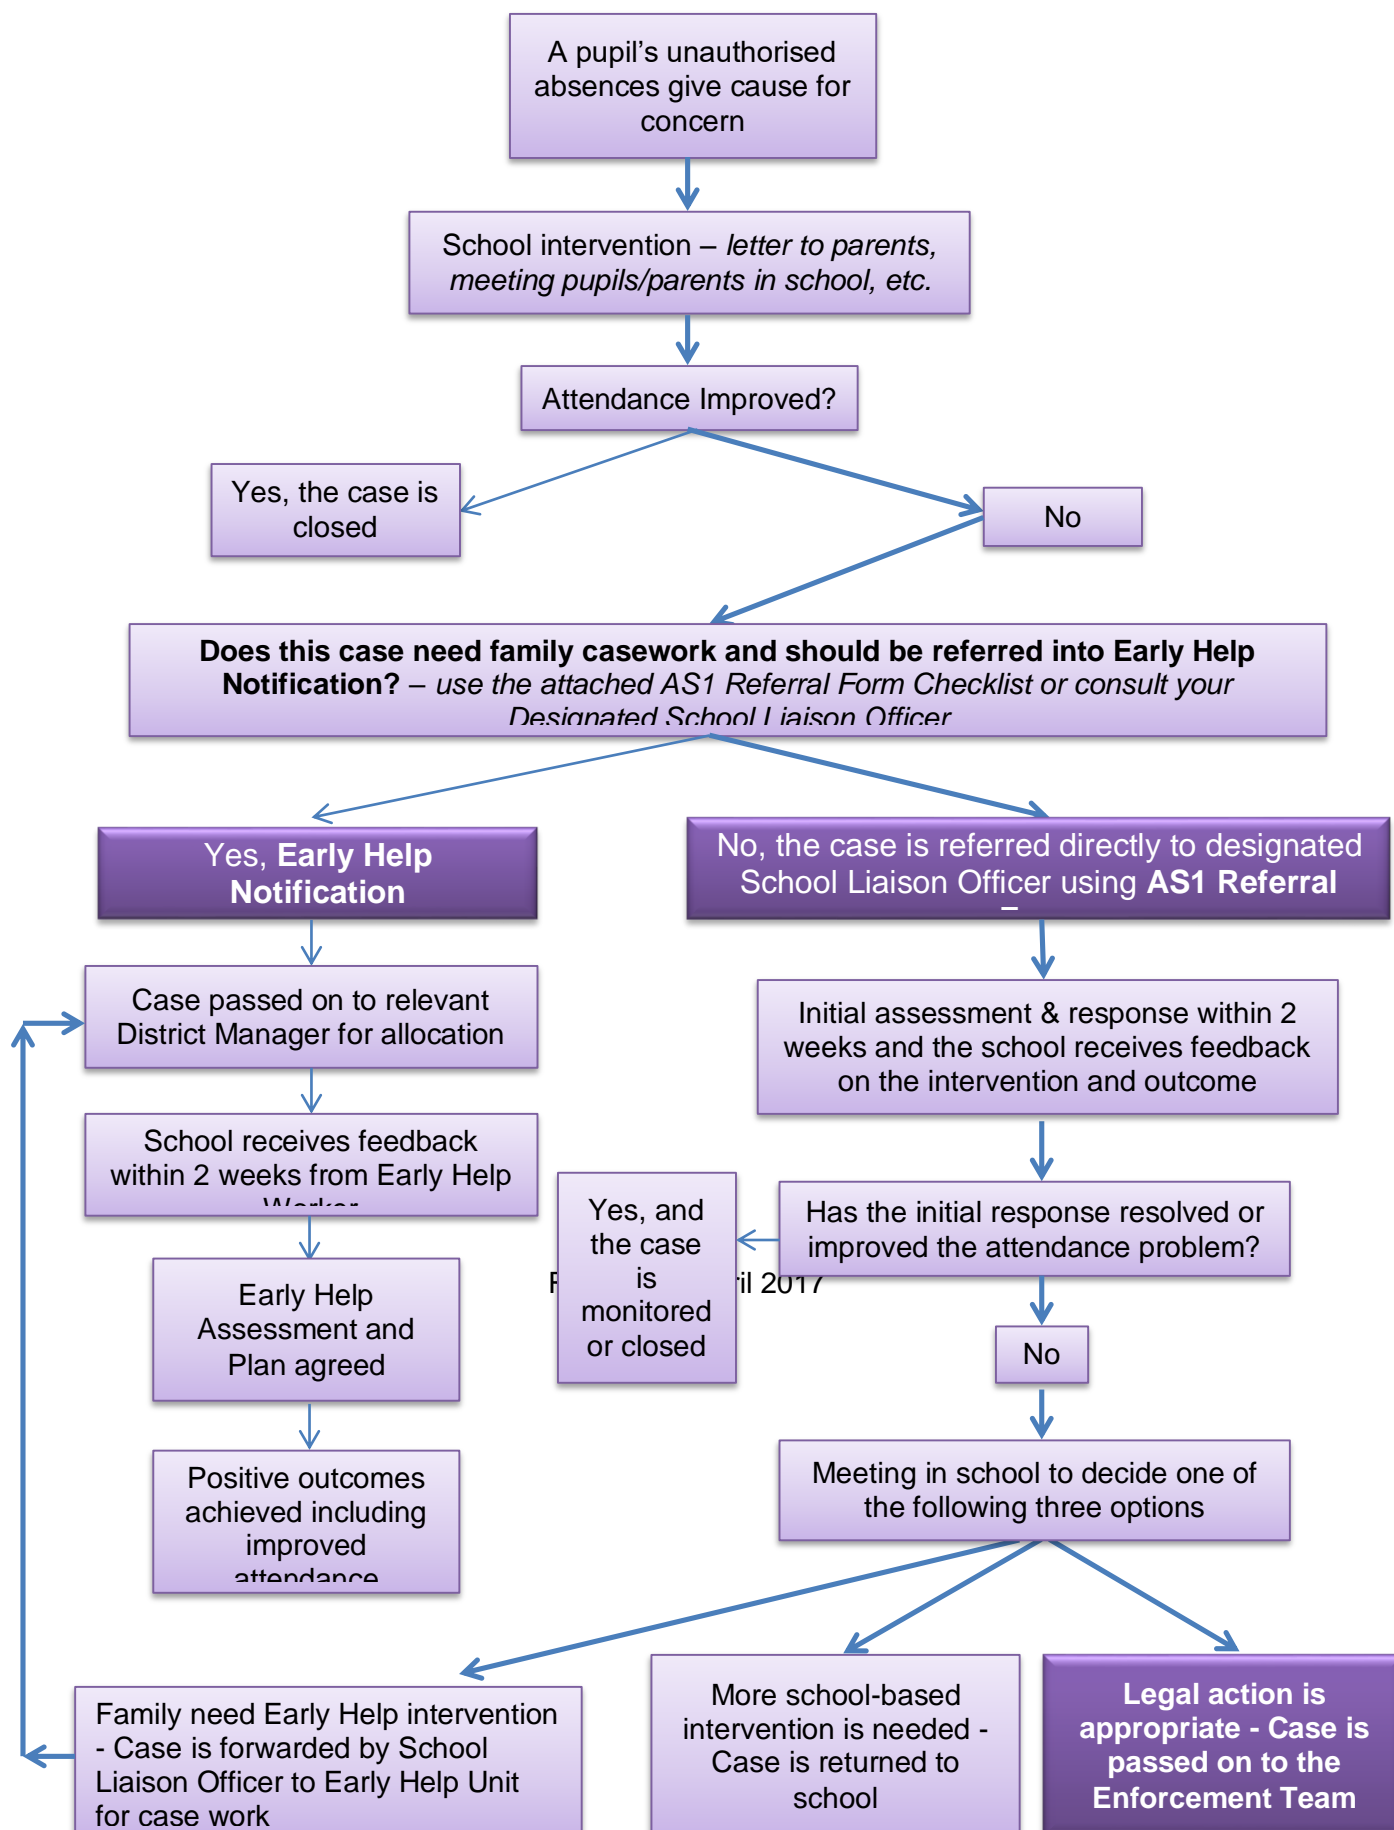 A pupil’s unauthorised
absences give cause for
concern
School intervention – letter to parents,
meeting pupils/parents in school, etc.
Attendance Improved?
Yes, the case is
closed
No
Does this case need family casework and should be referred into Early Help
Notification? – use the attached AS1 Referral Form Checklist or consult your
Designated School Liaison Officer
Yes, Early Help
Notification
No, the case is referred directly to designated
School Liaison Officer using AS1 Referral
Case passed on to relevant
District Manager for allocation
Initial assessment & response within 2
weeks and the school receives feedback
on the intervention and outcome
School receives feedback
within 2 weeks from Early Help
Worker
Yes, and
the case
is
monitored
or closed
Has the initial response resolved or
improved the attendance problem?
2017
Early Help
Assessment and
Plan agreed
No
Positive outcomes
achieved including
improved
attendance
Meeting in school to decide one of
the following three options
Family need Early Help intervention
- Case is forwarded by School
Liaison Officer to Early Help Unit
for case work
More school-based
intervention is needed -
Case is returned to
school
Legal action is
appropriate - Case is
passed on to the
Enforcement Team